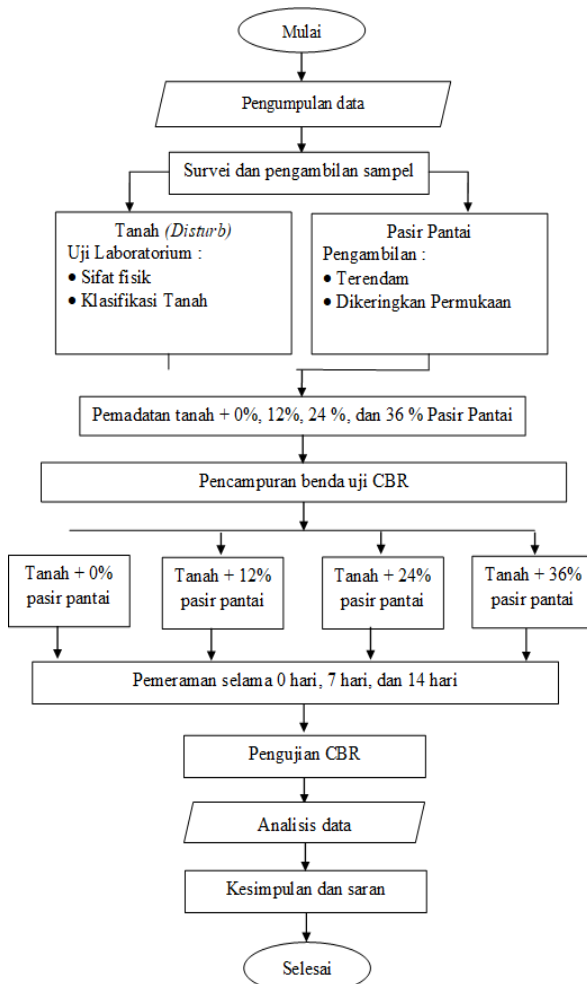 Mulai
Pengumpulan data
Survei dan pengambilan sampel
Tanah (Disturb)
Uji Laboratorium :
• Sifat fisik
• Klasifikasi Tanah
Pasir Pantai
Pengambilan :
• Terendam
• Dikeringkan Permukaan
Pemadatan tanah + 0%, 12%, 24 %, dan 36 % Pasir Pantai
Pencampuran benda uji CBR
Tanah + 0%
pasir pantai
Tanah + 12%
pasir pantai
Tanah + 24%
pasir pantai
Tanah + 36%
pasir pantai
Pemeraman selama 0 hari, 7 hari, dan 14 hari
Pengujian CBR
Analisis data
Kesimpulan dan saran
Selesai